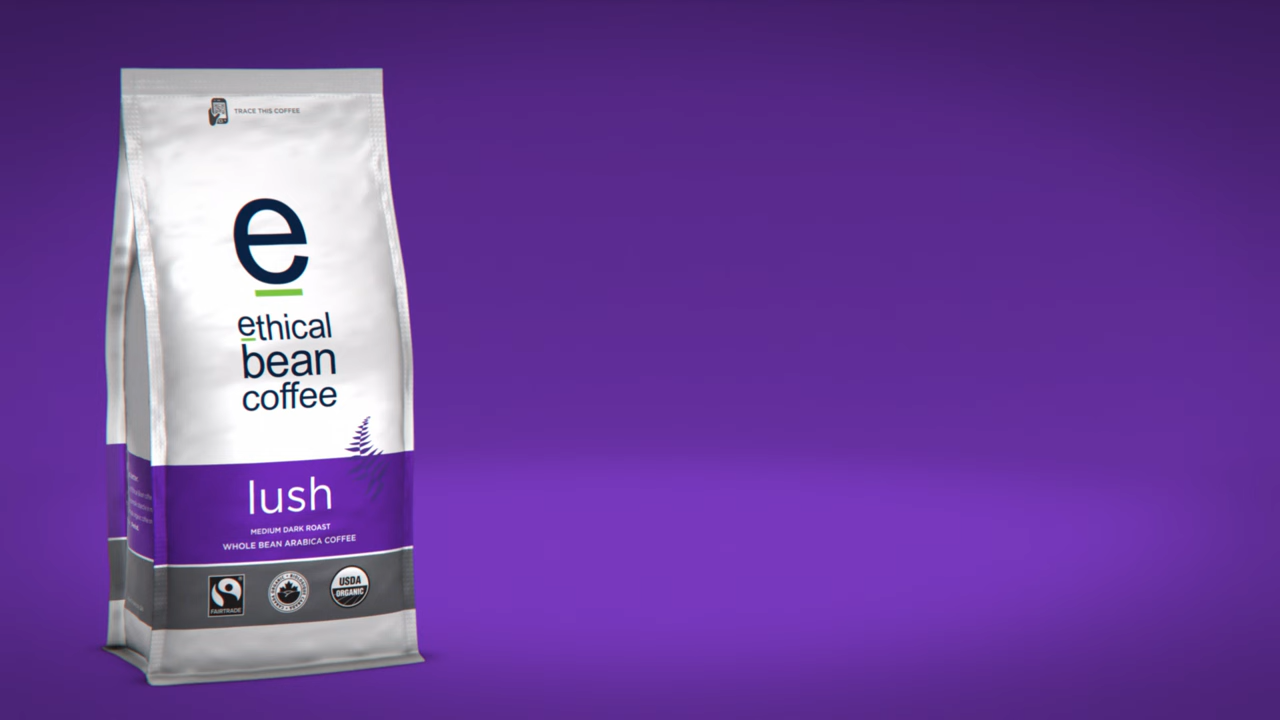 TRACE THIS COFFEE
e
ethical
bean
coffee
lush
MEDIUM DARK ROAST
WHOLE BEAN ARABICA COFFEE
FAIRTRADE
USDA
ORGANIC